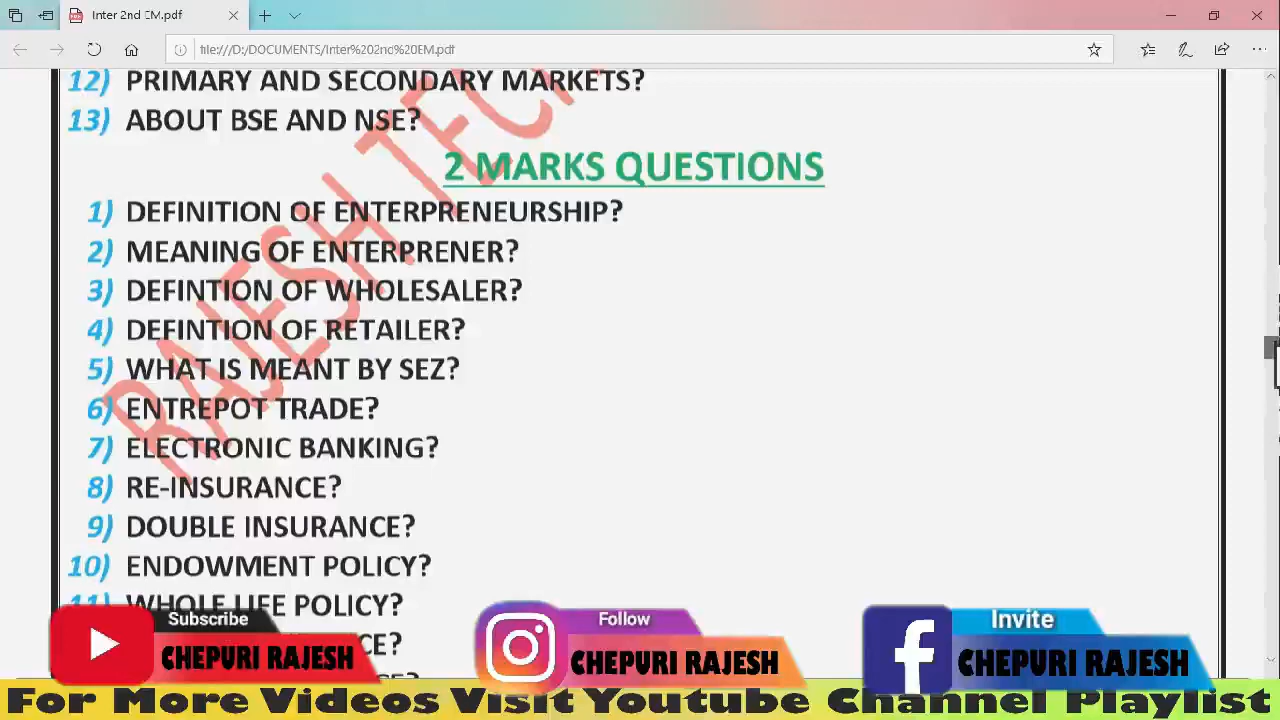 Inter 2nd EM.pdf
file:///D:/DOCUMENTS/Inter%202nd%20EM.pdf
12) PRIMARY AND SECONDARY MARKETS?
13) ABOUT BSE AND NSE?
2 MARKS QUESTIONS
1) DEFINITION OF ENTERPRENEURSHIP?
2) MEANING OF ENTERPRENER?
3) DEFINTION OF WHOLESALER?
4) DEFINTION OF RETAILER?
5) WHAT IS MEANT BY SEZ?
6) ENTREPOT TRADE?
7) ELECTRONIC BANKING?
8) RE-INSURANCE?
9) DOUBLE INSURANCE?
10) ENDOWMENT POLICY?
11) WHOLE LIFE POLICY?
RAJESH TECH
Subscribe
CHEPURI RAJESH
Follow
CHEPURI RAJESH
Invite
CHEPURI RAJESH
For More Videos Visit Youtube Channel Playlist